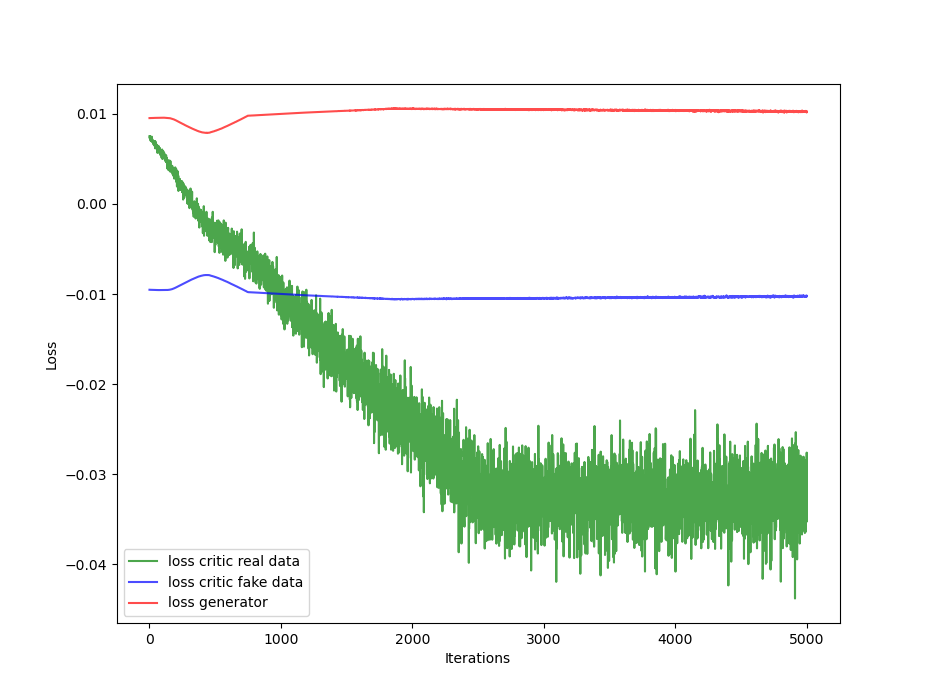 0.01
0.00
−0.01
−0.02
−0.03
−0.04
Loss
loss critic real data
loss critic fake data
loss generator
0 1000 2000 3000 4000 5000
Iterations